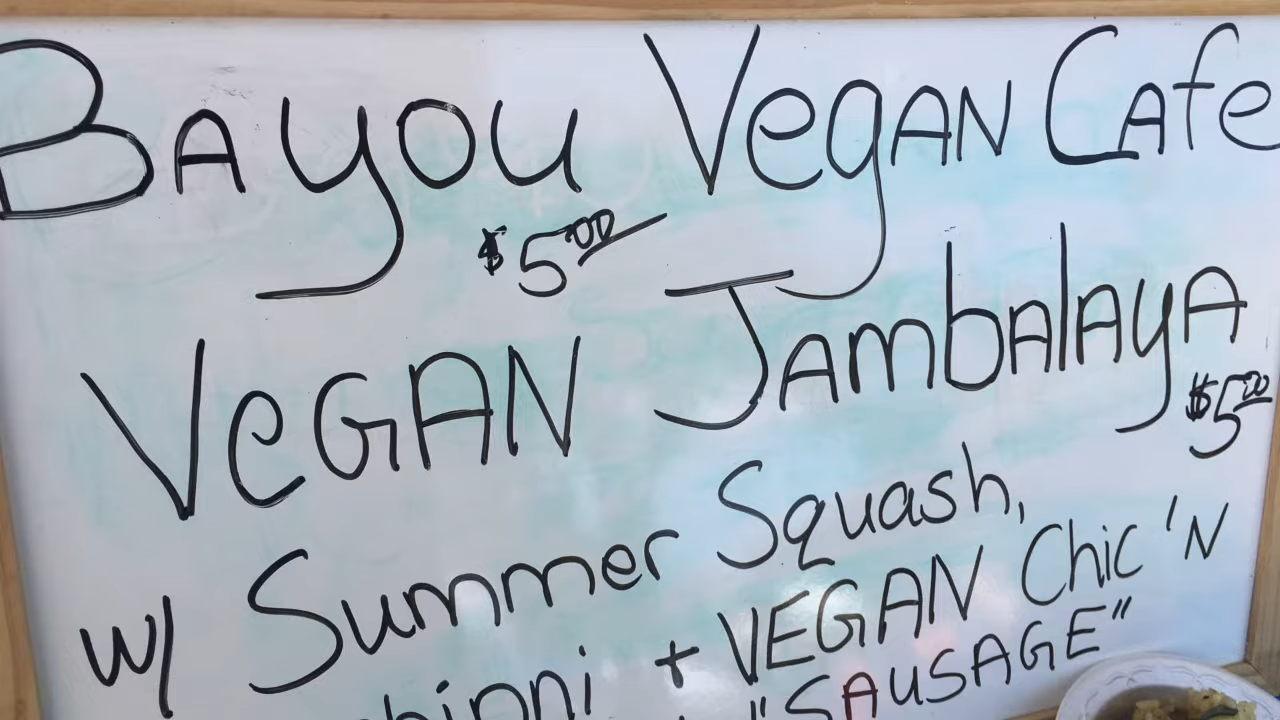 BAYOU VegAN CAfe
$5.00
VeGAN JAmbAlAyA
$5.00
w/ Summer Squash,
+ VEGAN Chic'N
"SAUSAGE"